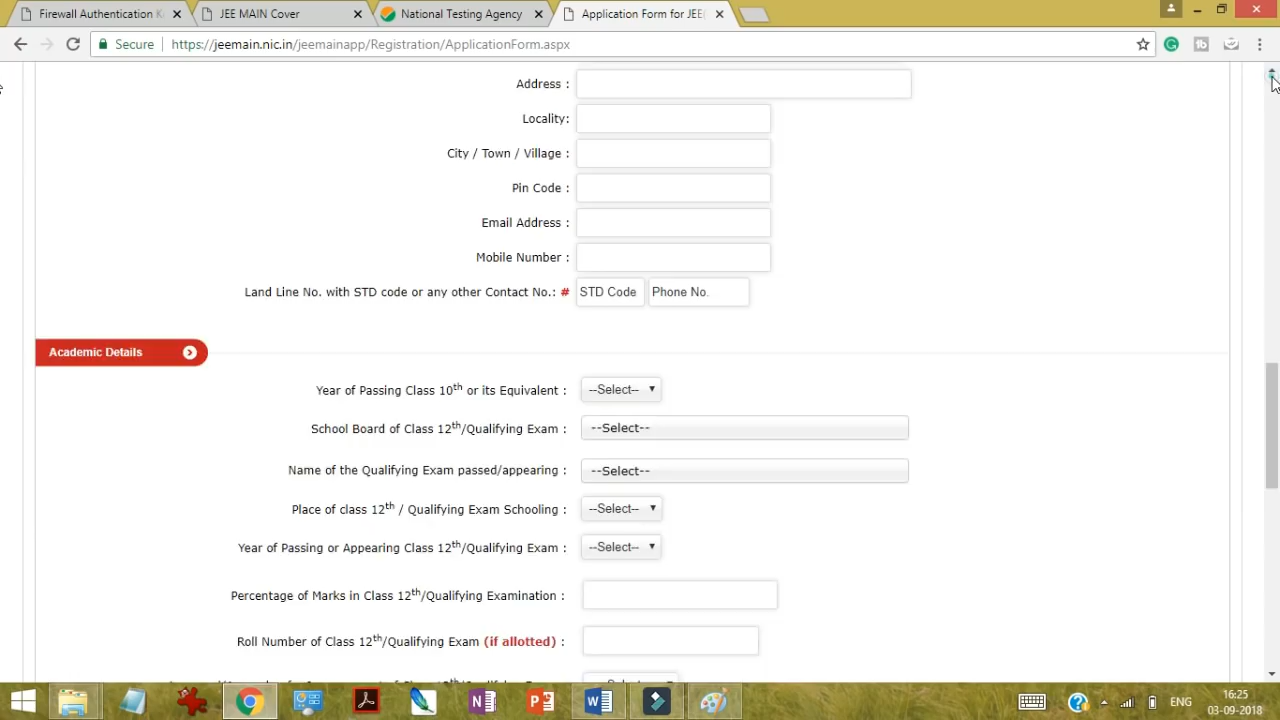 Firewall Authentication K
JEE MAIN Cover
National Testing Agency
Application Form for JEE(
Secure
https://jeemain.nic.in/jeemainapp/Registration/ApplicationForm.aspx
Address :
Locality:
City / Town / Village :
Pin Code :
Email Address :
Mobile Number :
Land Line No. with STD code or any other Contact No.: # STD Code Phone No.
Academic Details
Year of Passing Class 10th or its Equivalent : --Select--
School Board of Class 12th/Qualifying Exam : --Select--
Name of the Qualifying Exam passed/appearing : --Select--
Place of class 12th / Qualifying Exam Schooling : --Select--
Year of Passing or Appearing Class 12th/Qualifying Exam : --Select--
Percentage of Marks in Class 12th/Qualifying Examination :
Roll Number of Class 12th/Qualifying Exam (if allotted) :
ENG
16:25
03-09-2018